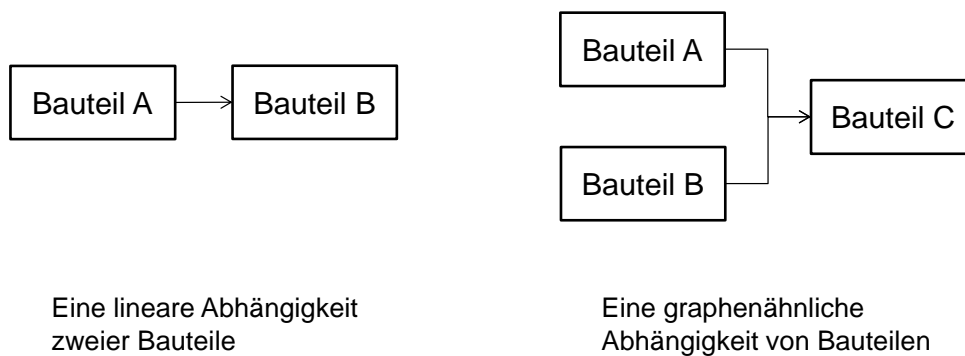 Bauteil A
Bauteil B
Eine lineare Abhängigkeit
zweier Bauteile
Bauteil A
Bauteil B
Bauteil C
Eine graphenähnliche
Abhängigkeit von Bauteilen